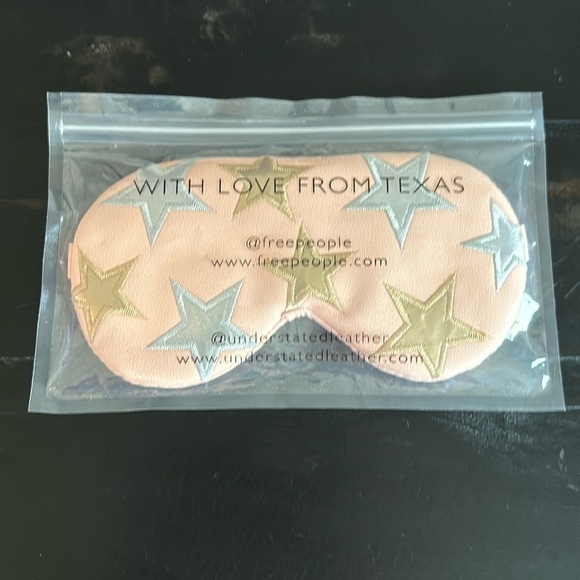 WITH LOVE FROM TEXAS
@freepeople
www.freepeople.com
@understatedleather
www.understatedleather.com